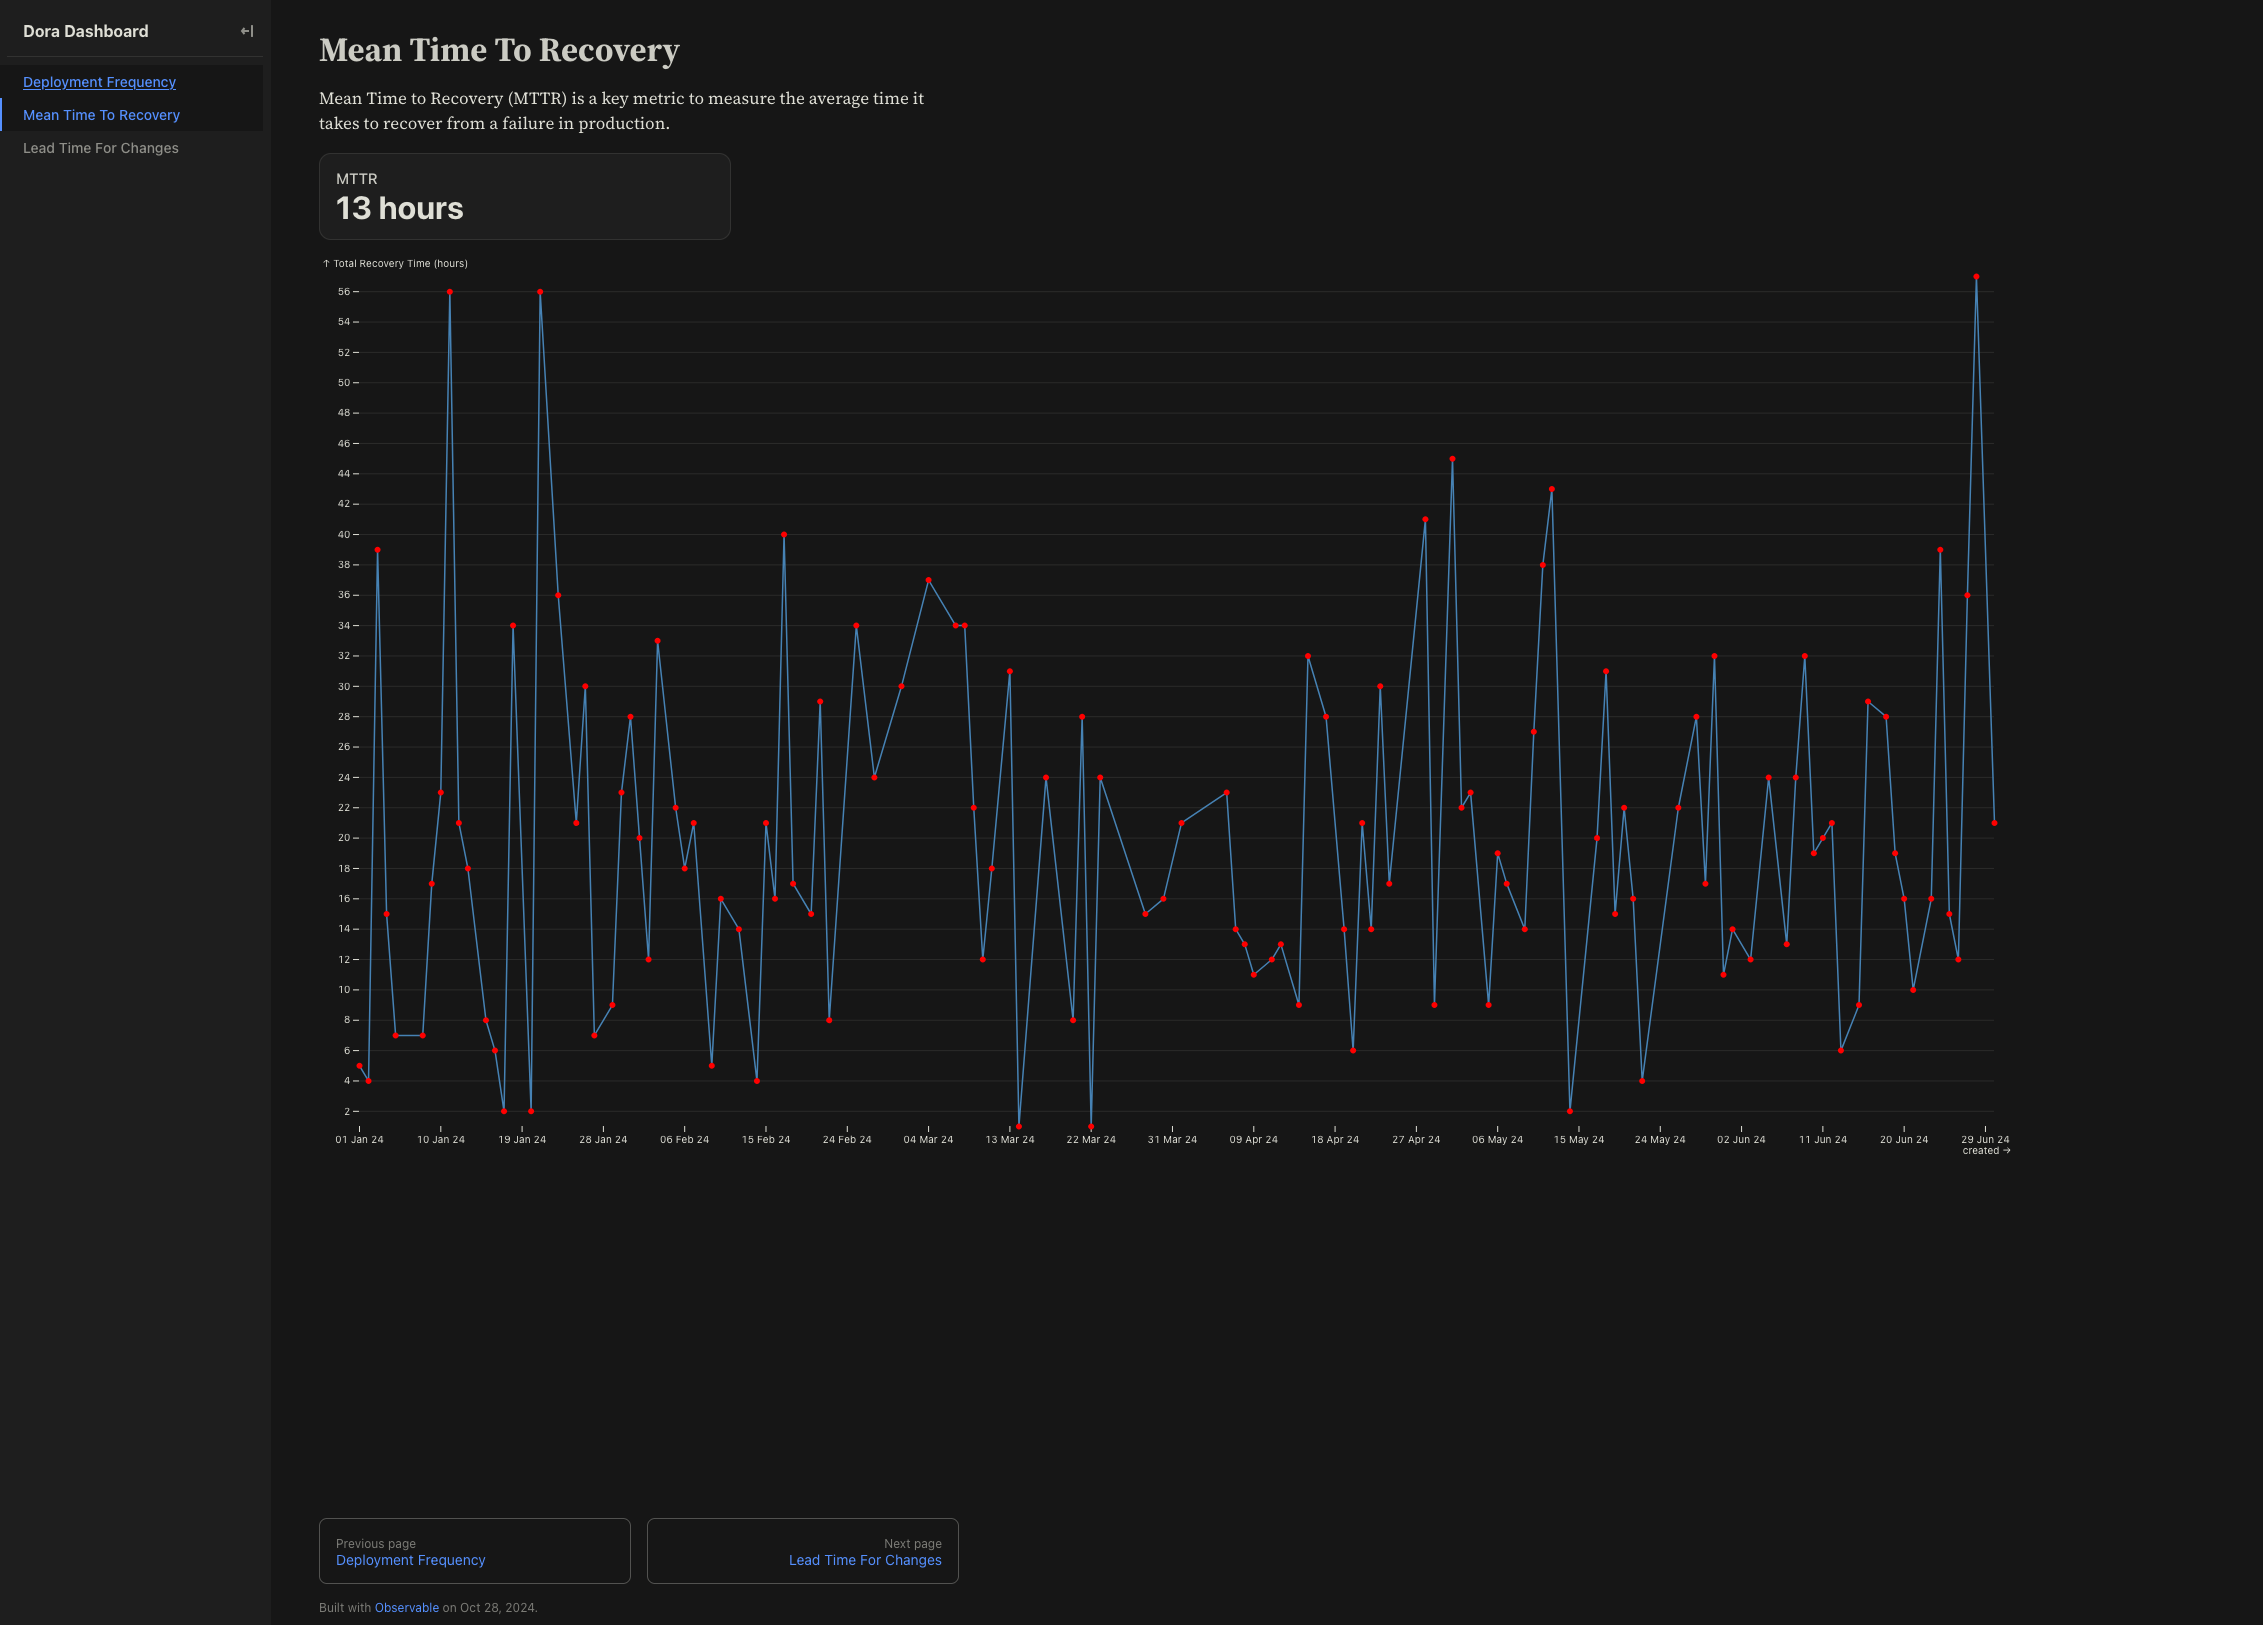 Dora Dashboard
Deployment Frequency
Mean Time To Recovery
Lead Time For Changes
Mean Time To Recovery
Mean Time to Recovery (MTTR) is a key metric to measure the average time it
takes to recover from a failure in production.
MTTR
13 hours
↑ Total Recovery Time (hours)
56
54
52
50
48
46
44
42
40
38
36
34
32
30
28
26
24
22
20
18
16
14
12
10
8
6
4
2
01 Jan 24 10 Jan 24 19 Jan 24 28 Jan 24 06 Feb 24 15 Feb 24 24 Feb 24 04 Mar 24 13 Mar 24 22 Mar 24 31 Mar 24 09 Apr 24 18 Apr 24 27 Apr 24 06 May 24 15 May 24 24 May 24 02 Jun 24 11 Jun 24 20 Jun 24 29 Jun 24
created →
Previous page
Deployment Frequency
Next page
Lead Time For Changes
Built with Observable on Oct 28, 2024.